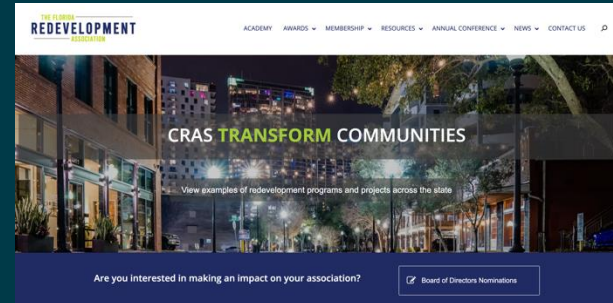 THE FLORIDA
REDEVELOPMENT
ASSOCIATION
ACADEMY AWARDS MEMBERSHIP RESOURCES ANNUAL CONFERENCE NEWS CONTACT US
CRAS TRANSFORM COMMUNITIES
View examples of redevelopment programs and projects across the state
Are you interested in making an impact on your association?
Board of Directors Nominations